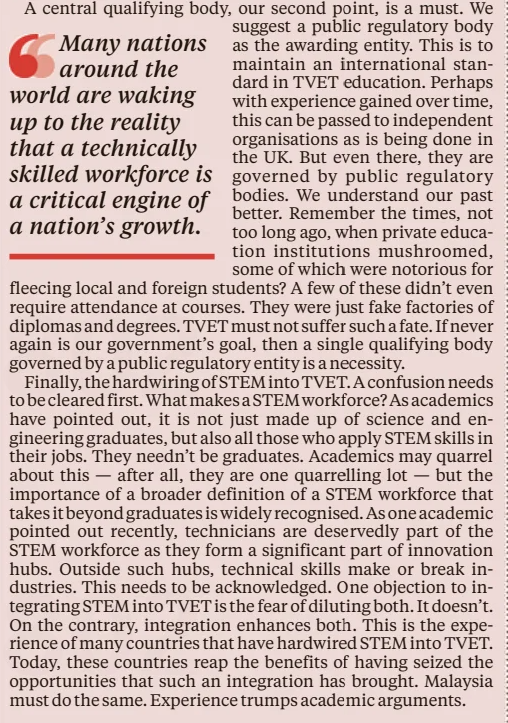 A central qualifying body, our second point, is a must. We
suggest a public regulatory body
as the awarding entity. This is to
maintain an international stan-
dard in TVET education. Perhaps
with experience gained over time,
this can be passed to independent
organisations as is being done in
the UK. But even there, they are
governed by public regulatory
bodies. We understand our past
better. Remember the times, not
too long ago, when private educa-
tion institutions mushroomed,
some of which were notorious for
Many nations
around the
world are waking
up to the reality
that a technically
skilled workforce is
a critical engine of
a nation's growth.
fleecing local and foreign students? A few of these didn't even
require attendance at courses. They were just fake factories of
diplomas and degrees. TVET must not suffer such a fate. If never
again is our government's goal, then a single qualifying body
governed by a public regulatory entity is a necessity.
Finally, the hardwiring of STEM into TVET. A confusion needs
to be cleared first. What makes a STEM workforce? As academics
have pointed out, it is not just made up of science and en-
gineering graduates, but also all those who apply STEM skills in
their jobs. They needn't be graduates. Academics may quarrel
about this — after all, they are one quarrelling lot — but the
importance of a broader definition of a STEM workforce that
takes it beyond graduates is widely recognised. As one academic
pointed out recently, technicians are deservedly part of the
STEM workforce as they form a significant part of innovation
hubs. Outside such hubs, technical skills make or break in-
dustries. This needs to be acknowledged. One objection to in-
tegrating STEM into TVET is the fear of diluting both. It doesn't.
On the contrary, integration enhances both. This is the expe-
rience of many countries that have hardwired STEM into TVET.
Today, these countries reap the benefits of having seized the
opportunities that such an integration has brought. Malaysia
must do the same. Experience trumps academic arguments.